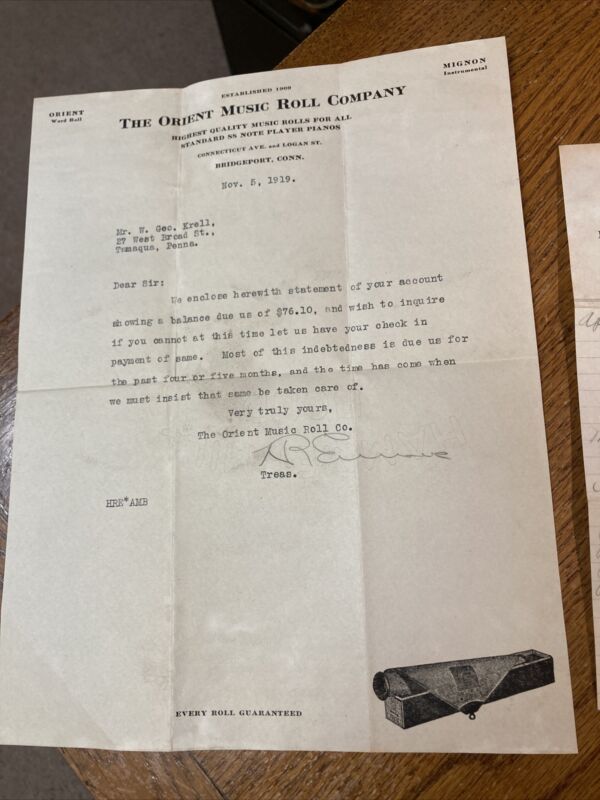 ORIENT
Word Roll
MIGNON
Instrumental
ESTABLISHED 1909
THE ORIENT MUSIC ROLL COMPANY
HIGHEST QUALITY MUSIC ROLLS FOR ALL
STANDARD 88 NOTE PLAYER PIANOS
CONNECTICUT AVE. and LOGAN ST.
BRIDGEPORT, CONN.
Nov. 5, 1919.
Mr. W. Geo. Krell,
27 West Broad St.,
Tamaqua, Penna.
Dear Sir:
We enclose herewith statement of your account
showing a balance due us of $76.10, and wish to inquire
if you cannot at this time let us have your check in
payment of same. Most of this indebtedness is due us for
the past four or five months, and the time has come when
we must insist that same be taken care of.
Very truly yours,
The Orient Music Roll Co.
Treas.
HRE*AMB
EVERY ROLL GUARANTEED